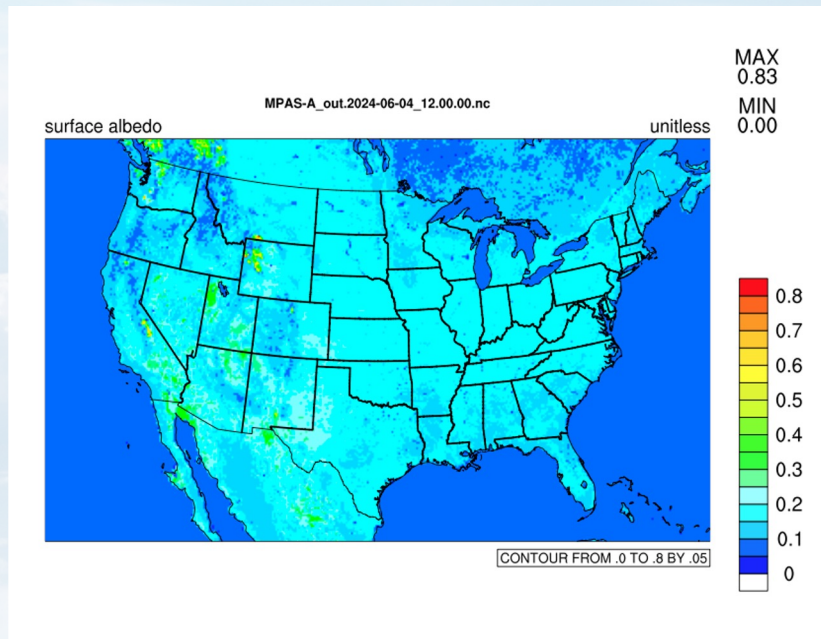 MAX
0.83
MPAS-A_out.2024-06-04_12.00.00.nc
MIN
0.00
surface albedo
unitless
0.8
0.7
0.6
0.5
0.4
0.3
0.2
0.1
0
CONTOUR FROM .0 TO .8 BY .05